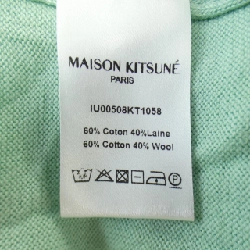 MAISON KITSUNÉ
PARIS
IU00508KT1058
60% Coton 40%Laine
60% Cotton 40% Wool